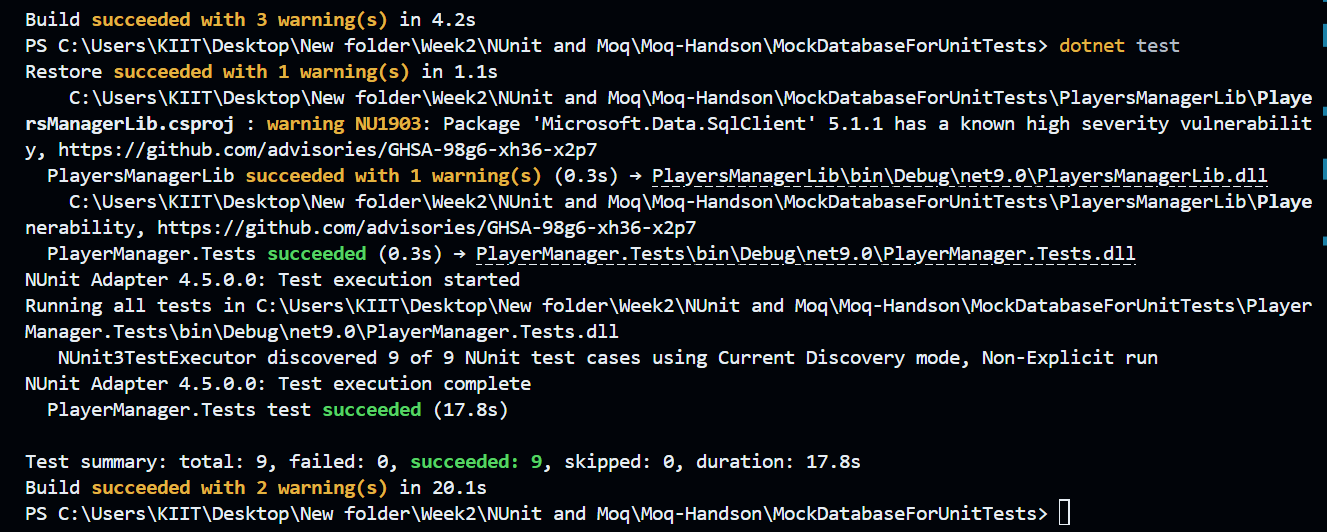 Build succeeded with 3 warning(s) in 4.2s
PS C:\Users\KIIT\Desktop\New folder\Week2\NUnit and Moq\Moq-Handson\MockDatabaseForUnitTests> dotnet test
Restore succeeded with 1 warning(s) in 1.1s
    C:\Users\KIIT\Desktop\New folder\Week2\NUnit and Moq\Moq-Handson\MockDatabaseForUnitTests\PlayersManagerLib\Playe
rsManagerLib.csproj : warning NU1903: Package 'Microsoft.Data.SqlClient' 5.1.1 has a known high severity vulnerabilit
y, https://github.com/advisories/GHSA-98g6-xh36-x2p7
  PlayersManagerLib succeeded with 1 warning(s) (0.3s) → PlayersManagerLib\bin\Debug\net9.0\PlayersManagerLib.dll
    C:\Users\KIIT\Desktop\New folder\Week2\NUnit and Moq\Moq-Handson\MockDatabaseForUnitTests\PlayersManagerLib\Playe
nerability, https://github.com/advisories/GHSA-98g6-xh36-x2p7
  PlayerManager.Tests succeeded (0.3s) → PlayerManager.Tests\bin\Debug\net9.0\PlayerManager.Tests.dll
NUnit Adapter 4.5.0.0: Test execution started
Running all tests in C:\Users\KIIT\Desktop\New folder\Week2\NUnit and Moq\Moq-Handson\MockDatabaseForUnitTests\Player
Manager.Tests\bin\Debug\net9.0\PlayerManager.Tests.dll
   NUnit3TestExecutor discovered 9 of 9 NUnit test cases using Current Discovery mode, Non-Explicit run
NUnit Adapter 4.5.0.0: Test execution complete
  PlayerManager.Tests test succeeded (17.8s)

Test summary: total: 9, failed: 0, succeeded: 9, skipped: 0, duration: 17.8s
Build succeeded with 2 warning(s) in 20.1s
PS C:\Users\KIIT\Desktop\New folder\Week2\NUnit and Moq\Moq-Handson\MockDatabaseForUnitTests>